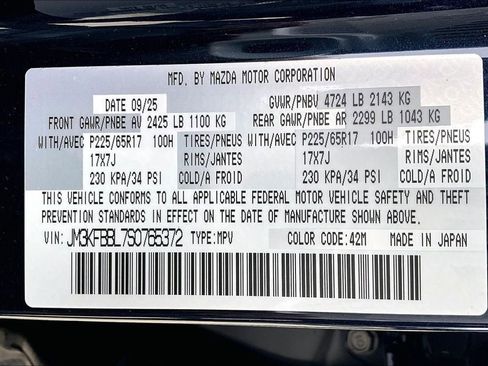 MFD. BY MAZDA MOTOR CORPORATION
DATE 09/25 GVWR/PNBV 4724 LB 2143 KG
FRONT GAWR/PNBE AV 2425 LB 1100 KG REAR GAWR/PNBE AR 2299 LB 1043 KG
WITH/AVEC P225/65R17 100H TIRES/PNEUS WITH/AVEC P225/65R17 100H TIRES/PNEUS
17X7J RIMS/JANTES 17X7J RIMS/JANTES
230 KPA/34 PSI COLD/A FROID 230 KPA/34 PSI COLD/A FROID
THIS VEHICLE CONFORMS TO ALL APPLICABLE FEDERAL MOTOR VEHICLE SAFETY AND THEFT
PREVENTION STANDARDS IN EFFECT ON THE DATE OF MANUFACTURE SHOWN ABOVE.
VIN: JM3KFBBL7S0765372 TYPE:MPV COLOR CODE:42M MADE IN JAPAN